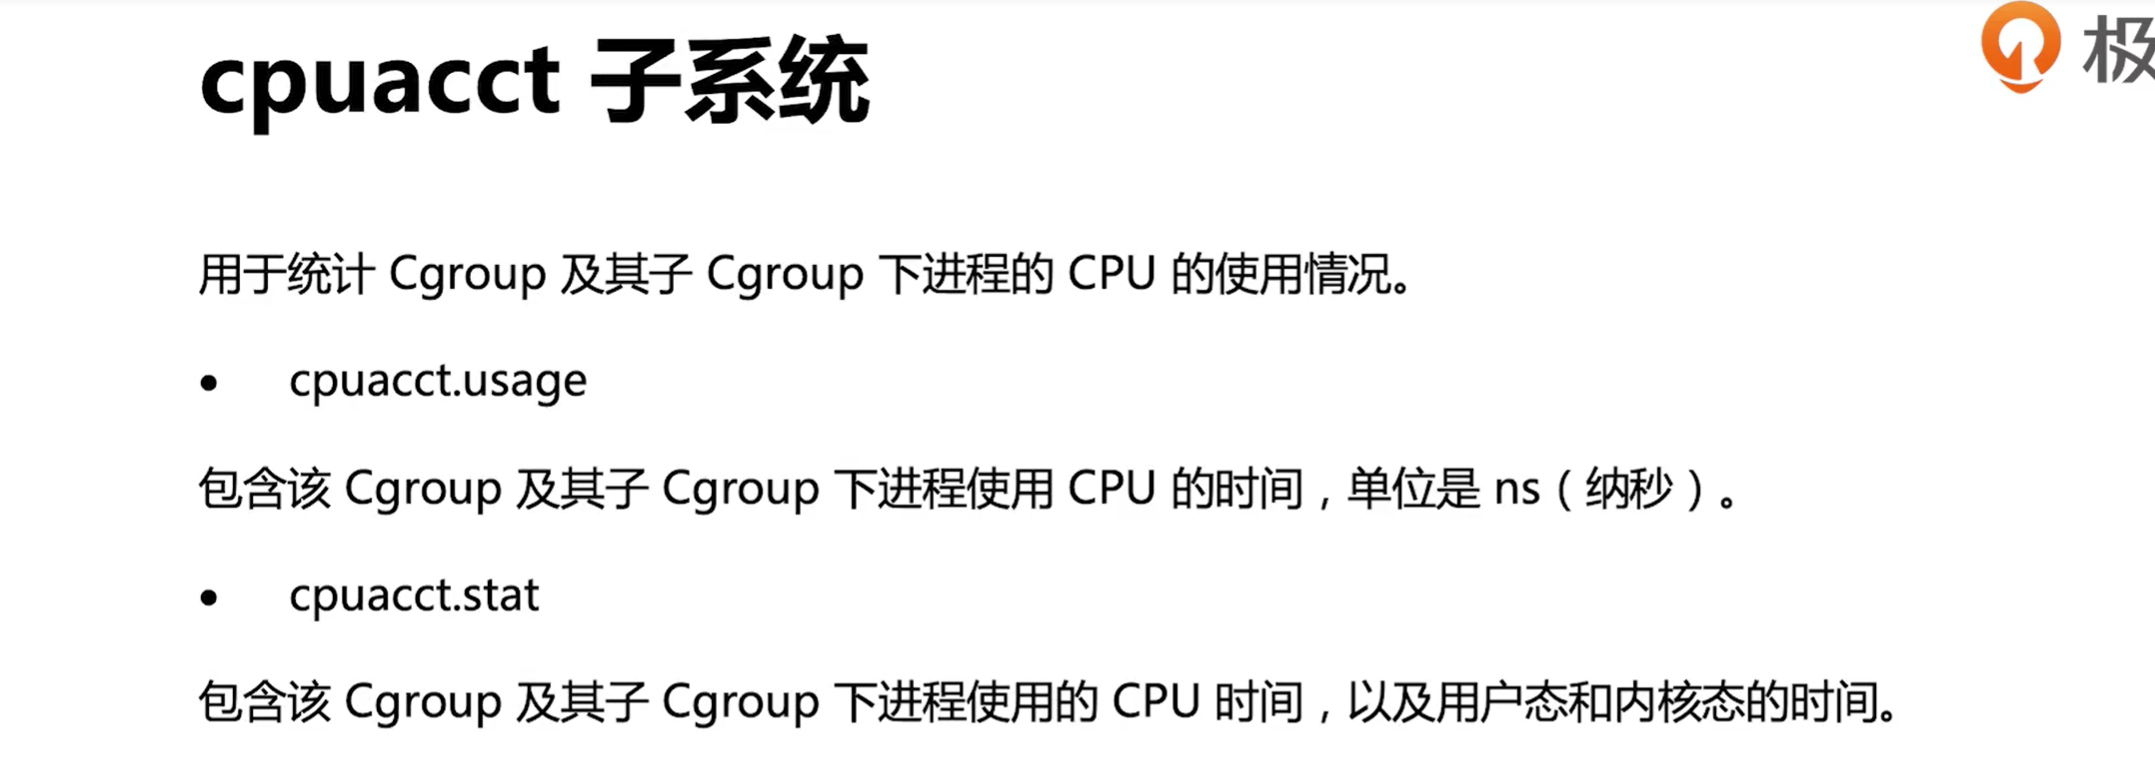 cpuacct 子系统
极
用于统计 Cgroup 及其子 Cgroup 下进程的 CPU 的使用情况。
• cpuacct.usage
包含该 Cgroup 及其子 Cgroup 下进程使用 CPU 的时间，单位是 ns（纳秒）。
• cpuacct.stat
包含该 Cgroup 及其子 Cgroup 下进程使用的 CPU 时间，以及用户态和内核态的时间。